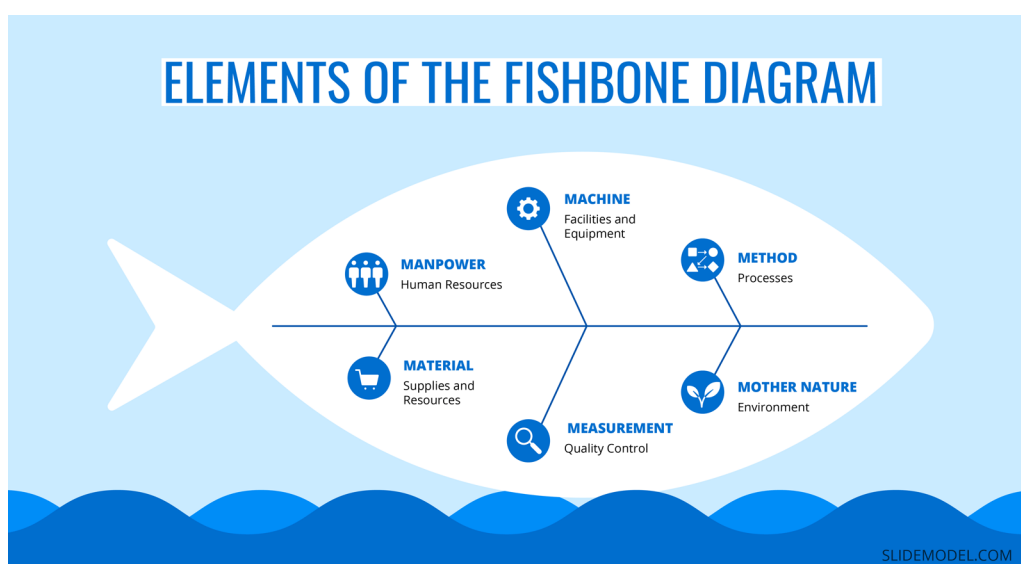 ELEMENTS OF THE FISHBONE DIAGRAM
MACHINE
Facilities and
Equipment
METHOD
Processes
MANPOWER
Human Resources
MATERIAL
Supplies and
Resources
MOTHER NATURE
Environment
MEASUREMENT
Quality Control
SLIDEMODEL.COM